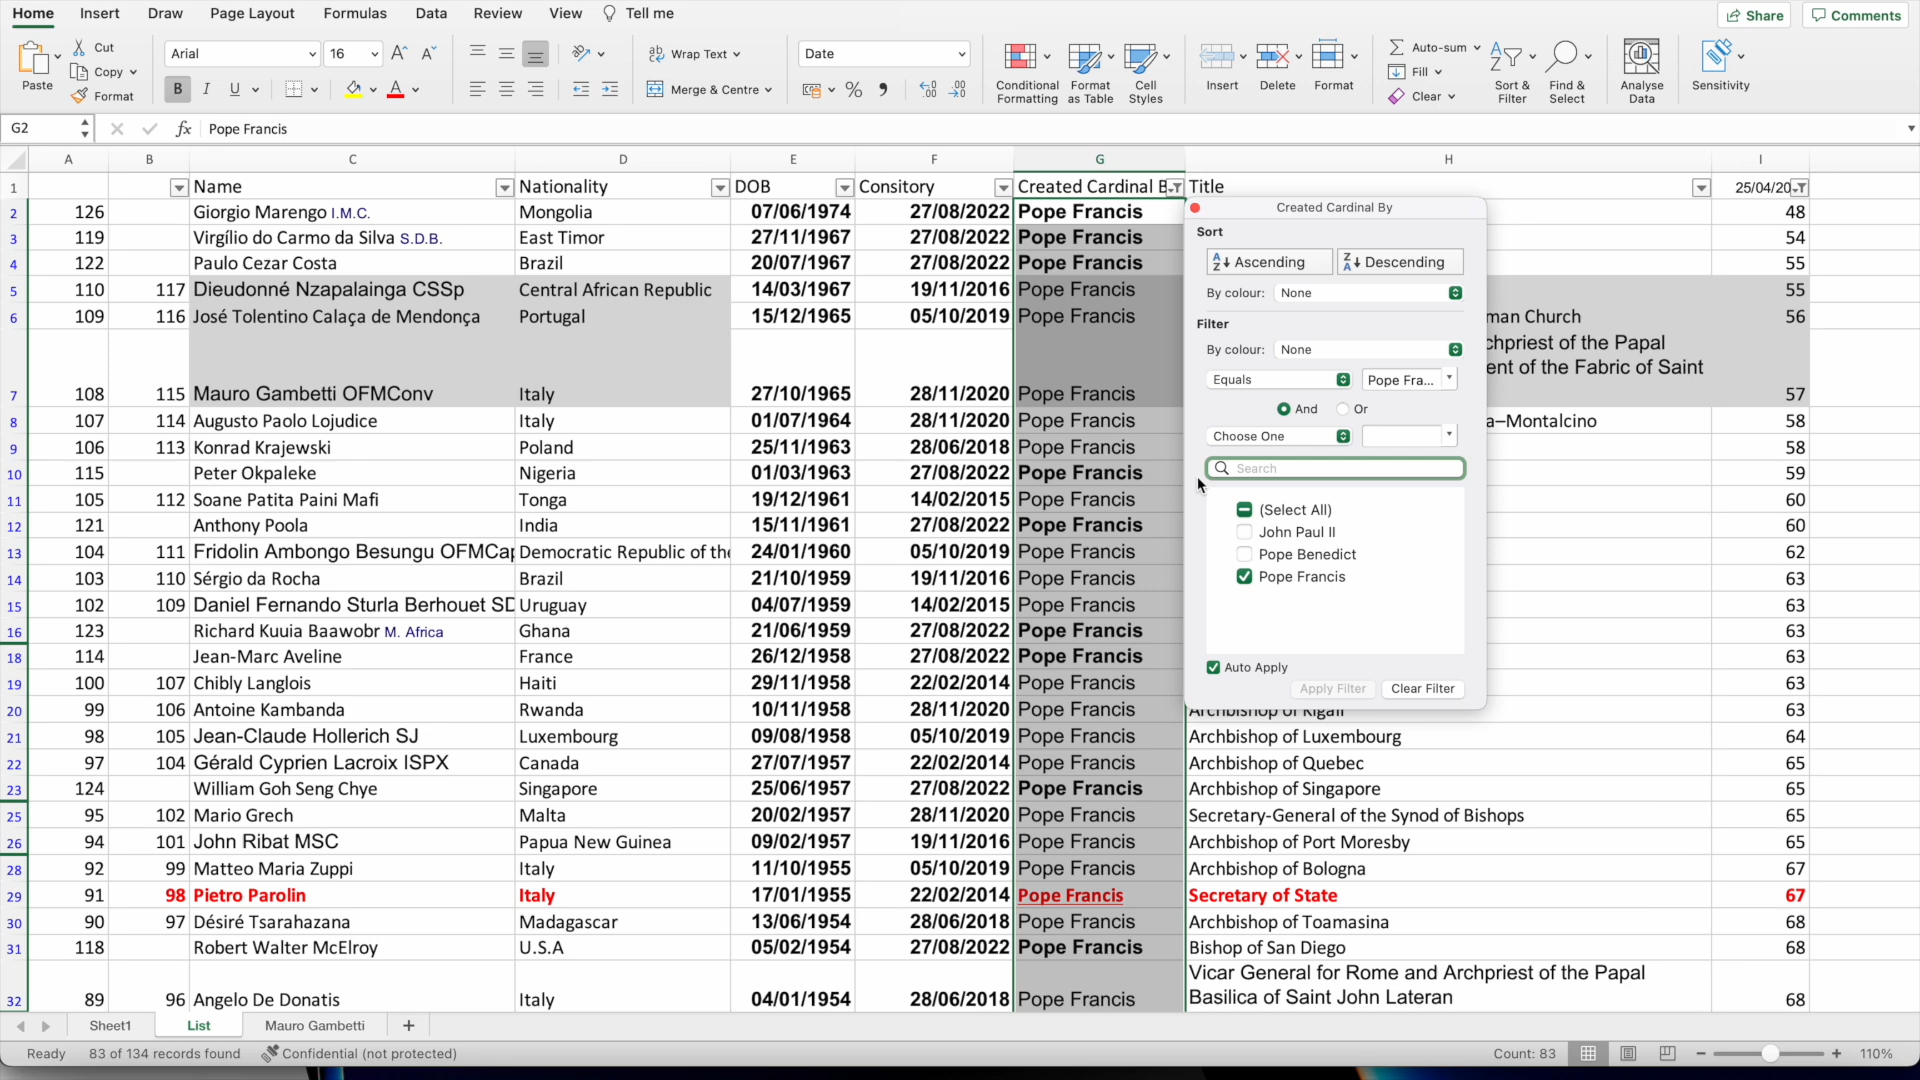 Home Insert Draw Page Layout Formulas Data Review View Tell me Share Comments
Paste Cut Copy Format
Arial 16
B I U
Wrap Text
Merge & Centre
Date
Conditional Formatting
Format as Table
Cell Styles
Insert Delete Format
Auto-sum
Fill
Clear
Sort & Filter
Find & Select
Analyse Data
Sensitivity
G2 fx Pope Francis
A B C D E F G H I
1 Name Nationality DOB Consitory Created Cardinal B Title 25/04/20
2 126 Giorgio Marengo I.M.C. Mongolia 07/06/1974 27/08/2022 Pope Francis 48
3 119 Virgílio do Carmo da Silva S.D.B. East Timor 27/11/1967 27/08/2022 Pope Francis 54
4 122 Paulo Cezar Costa Brazil 20/07/1967 27/08/2022 Pope Francis 55
5 110 117 Dieudonné Nzapalainga CSSp Central African Republic 14/03/1967 19/11/2016 Pope Francis 55
6 109 116 José Tolentino Calaça de Mendonça Portugal 15/12/1965 05/10/2019 Pope Francis man Church 56
chpriest of the Papal
ent of the Fabric of Saint
7 108 115 Mauro Gambetti OFMConv Italy 27/10/1965 28/11/2020 Pope Francis 57
8 107 114 Augusto Paolo Lojudice Italy 01/07/1964 28/11/2020 Pope Francis a–Montalcino 58
9 106 113 Konrad Krajewski Poland 25/11/1963 28/06/2018 Pope Francis 58
10 115 Peter Okpaleke Nigeria 01/03/1963 27/08/2022 Pope Francis 59
11 105 112 Soane Patita Paini Mafi Tonga 19/12/1961 14/02/2015 Pope Francis 60
12 121 Anthony Poola India 15/11/1961 27/08/2022 Pope Francis 60
13 104 111 Fridolin Ambongo Besungu OFMCap Democratic Republic of the 24/01/1960 05/10/2019 Pope Francis 62
14 103 110 Sérgio da Rocha Brazil 21/10/1959 19/11/2016 Pope Francis 63
15 102 109 Daniel Fernando Sturla Berhouet SD Uruguay 04/07/1959 14/02/2015 Pope Francis 63
16 123 Richard Kuuia Baawobr M. Africa Ghana 21/06/1959 27/08/2022 Pope Francis 63
18 114 Jean-Marc Aveline France 26/12/1958 27/08/2022 Pope Francis 63
19 100 107 Chibly Langlois Haiti 29/11/1958 22/02/2014 Pope Francis 63
20 99 106 Antoine Kambanda Rwanda 10/11/1958 28/11/2020 Pope Francis Archbishop of Kigali 63
21 98 105 Jean-Claude Hollerich SJ Luxembourg 09/08/1958 05/10/2019 Pope Francis Archbishop of Luxembourg 64
22 97 104 Gérald Cyprien Lacroix ISPX Canada 27/07/1957 22/02/2014 Pope Francis Archbishop of Quebec 65
23 124 William Goh Seng Chye Singapore 25/06/1957 27/08/2022 Pope Francis Archbishop of Singapore 65
25 95 102 Mario Grech Malta 20/02/1957 28/11/2020 Pope Francis Secretary-General of the Synod of Bishops 65
26 94 101 John Ribat MSC Papua New Guinea 09/02/1957 19/11/2016 Pope Francis Archbishop of Port Moresby 65
28 92 99 Matteo Maria Zuppi Italy 11/10/1955 05/10/2019 Pope Francis Archbishop of Bologna 67
29 91 98 Pietro Parolin Italy 17/01/1955 22/02/2014 Pope Francis Secretary of State 67
30 90 97 Désiré Tsarahazana Madagascar 13/06/1954 28/06/2018 Pope Francis Archbishop of Toamasina 68
31 118 Robert Walter McElroy U.S.A 05/02/1954 27/08/2022 Pope Francis Bishop of San Diego 68
Vicar General for Rome and Archpriest of the Papal
32 89 96 Angelo De Donatis Italy 04/01/1954 28/06/2018 Pope Francis Basilica of Saint John Lateran 68
Created Cardinal By
Sort
Ascending Descending
By colour: None
Filter
By colour: None
Equals Pope Fra...
And Or
Choose One
Search
(Select All)
John Paul II
Pope Benedict
Pope Francis
Auto Apply
Apply Filter Clear Filter
Sheet1 List Mauro Gambetti +
Ready 83 of 134 records found Confidential (not protected) Count: 83 110%